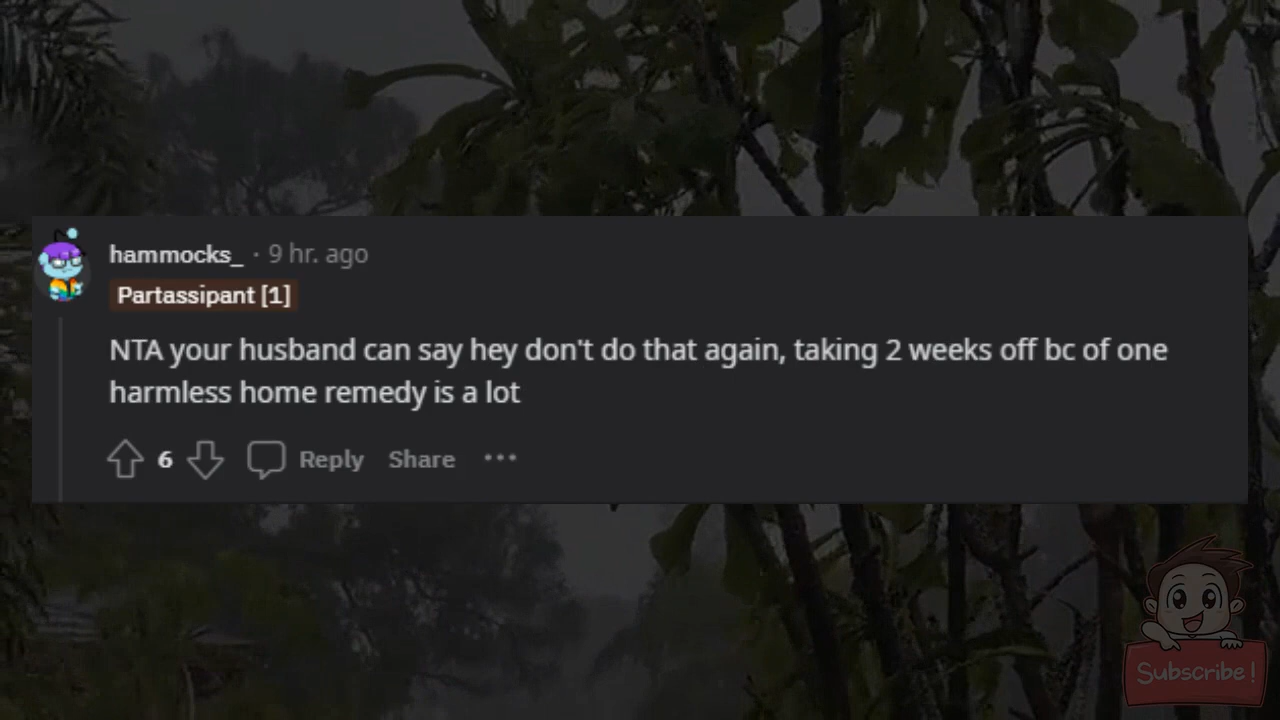 hammocks_ · 9 hr. ago
Partassipant [1]
NTA your husband can say hey don't do that again, taking 2 weeks off bc of one
harmless home remedy is a lot
6 Reply Share ···
Subscribe!